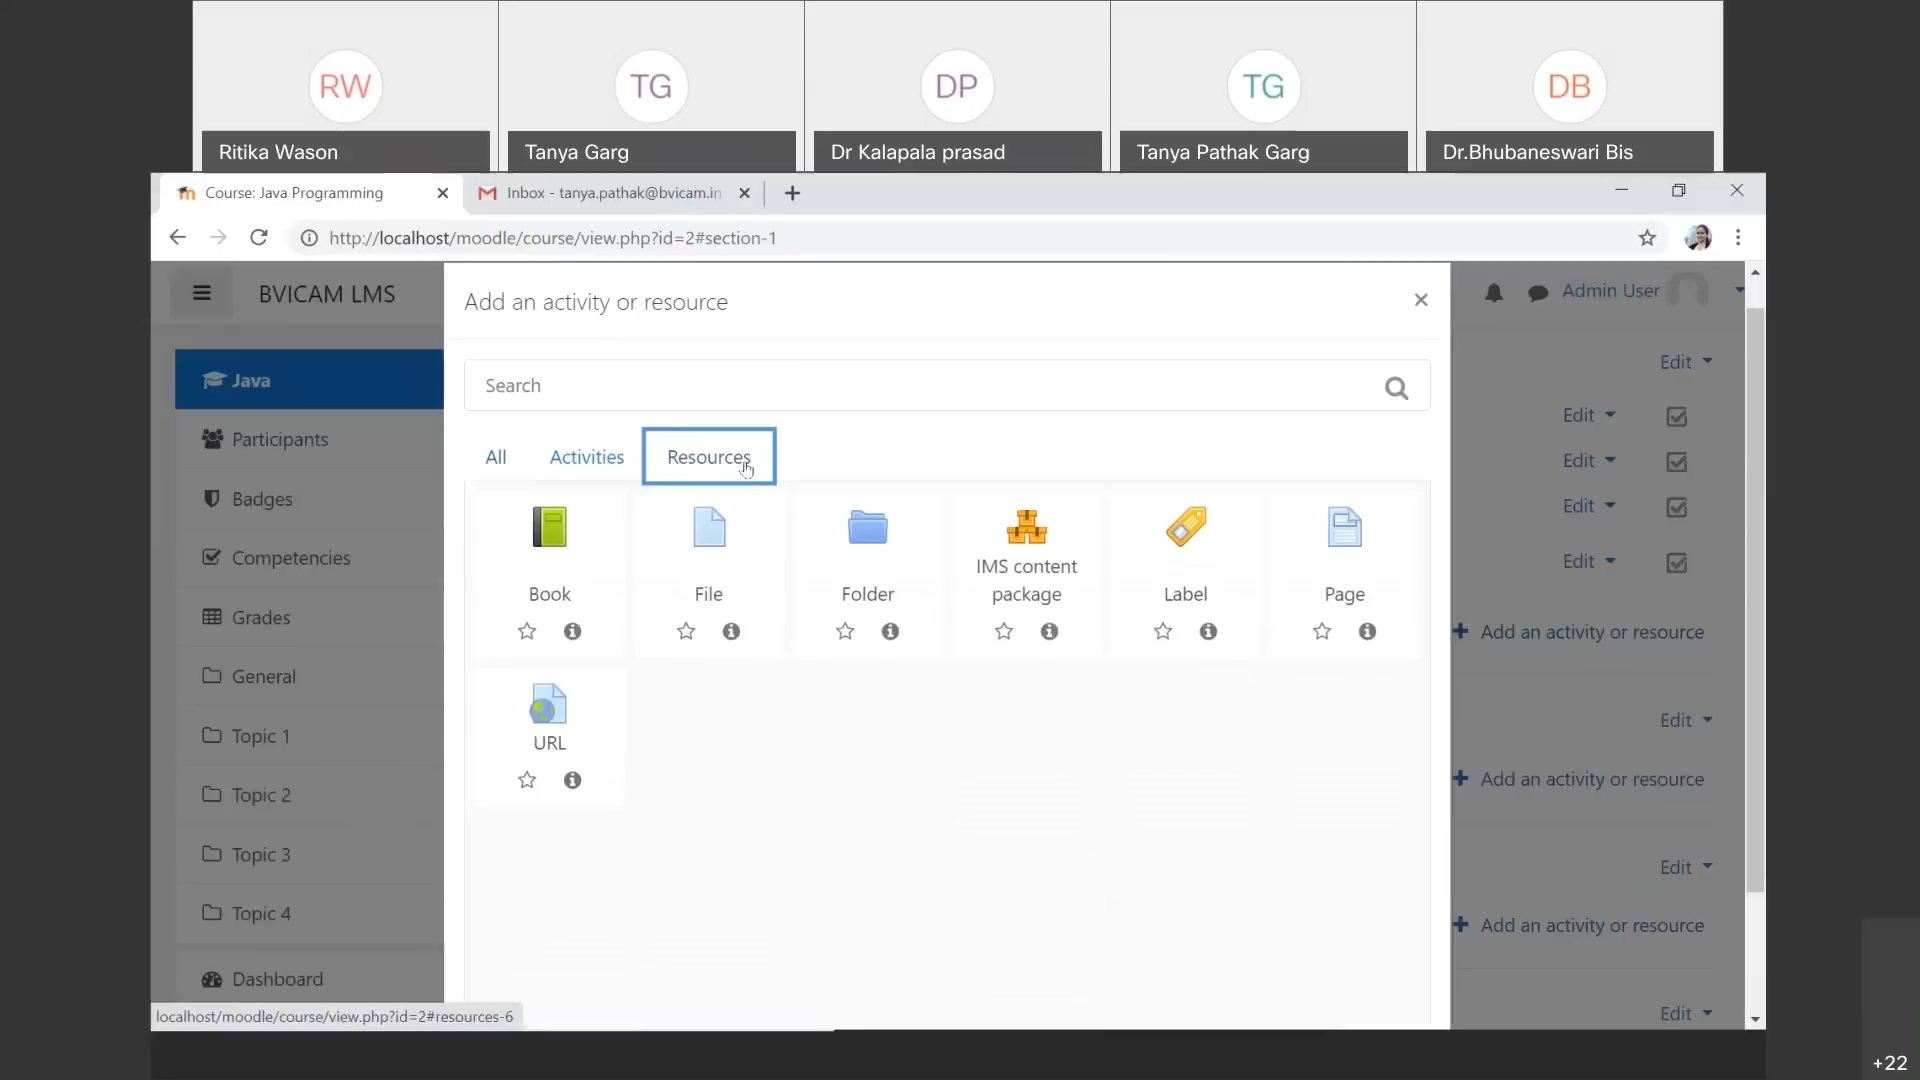 RW
TG
DP
TG
DB
Ritika Wason
Tanya Garg
Dr Kalapala prasad
Tanya Pathak Garg
Dr.Bhubaneswari Bis
Course: Java Programming
Inbox - tanya.pathak@bvicam.in
http://localhost/moodle/course/view.php?id=2#section-1
BVICAM LMS
Admin User
Java
Participants
Badges
Competencies
Grades
General
Topic 1
Topic 2
Topic 3
Topic 4
Dashboard
localhost/moodle/course/view.php?id=2#resources-6
Add an activity or resource
Search
All
Activities
Resources
Book
File
Folder
IMS content
package
Label
Page
URL
Edit
Edit
Edit
Edit
Edit
Add an activity or resource
Edit
Add an activity or resource
Edit
Add an activity or resource
Edit
+22